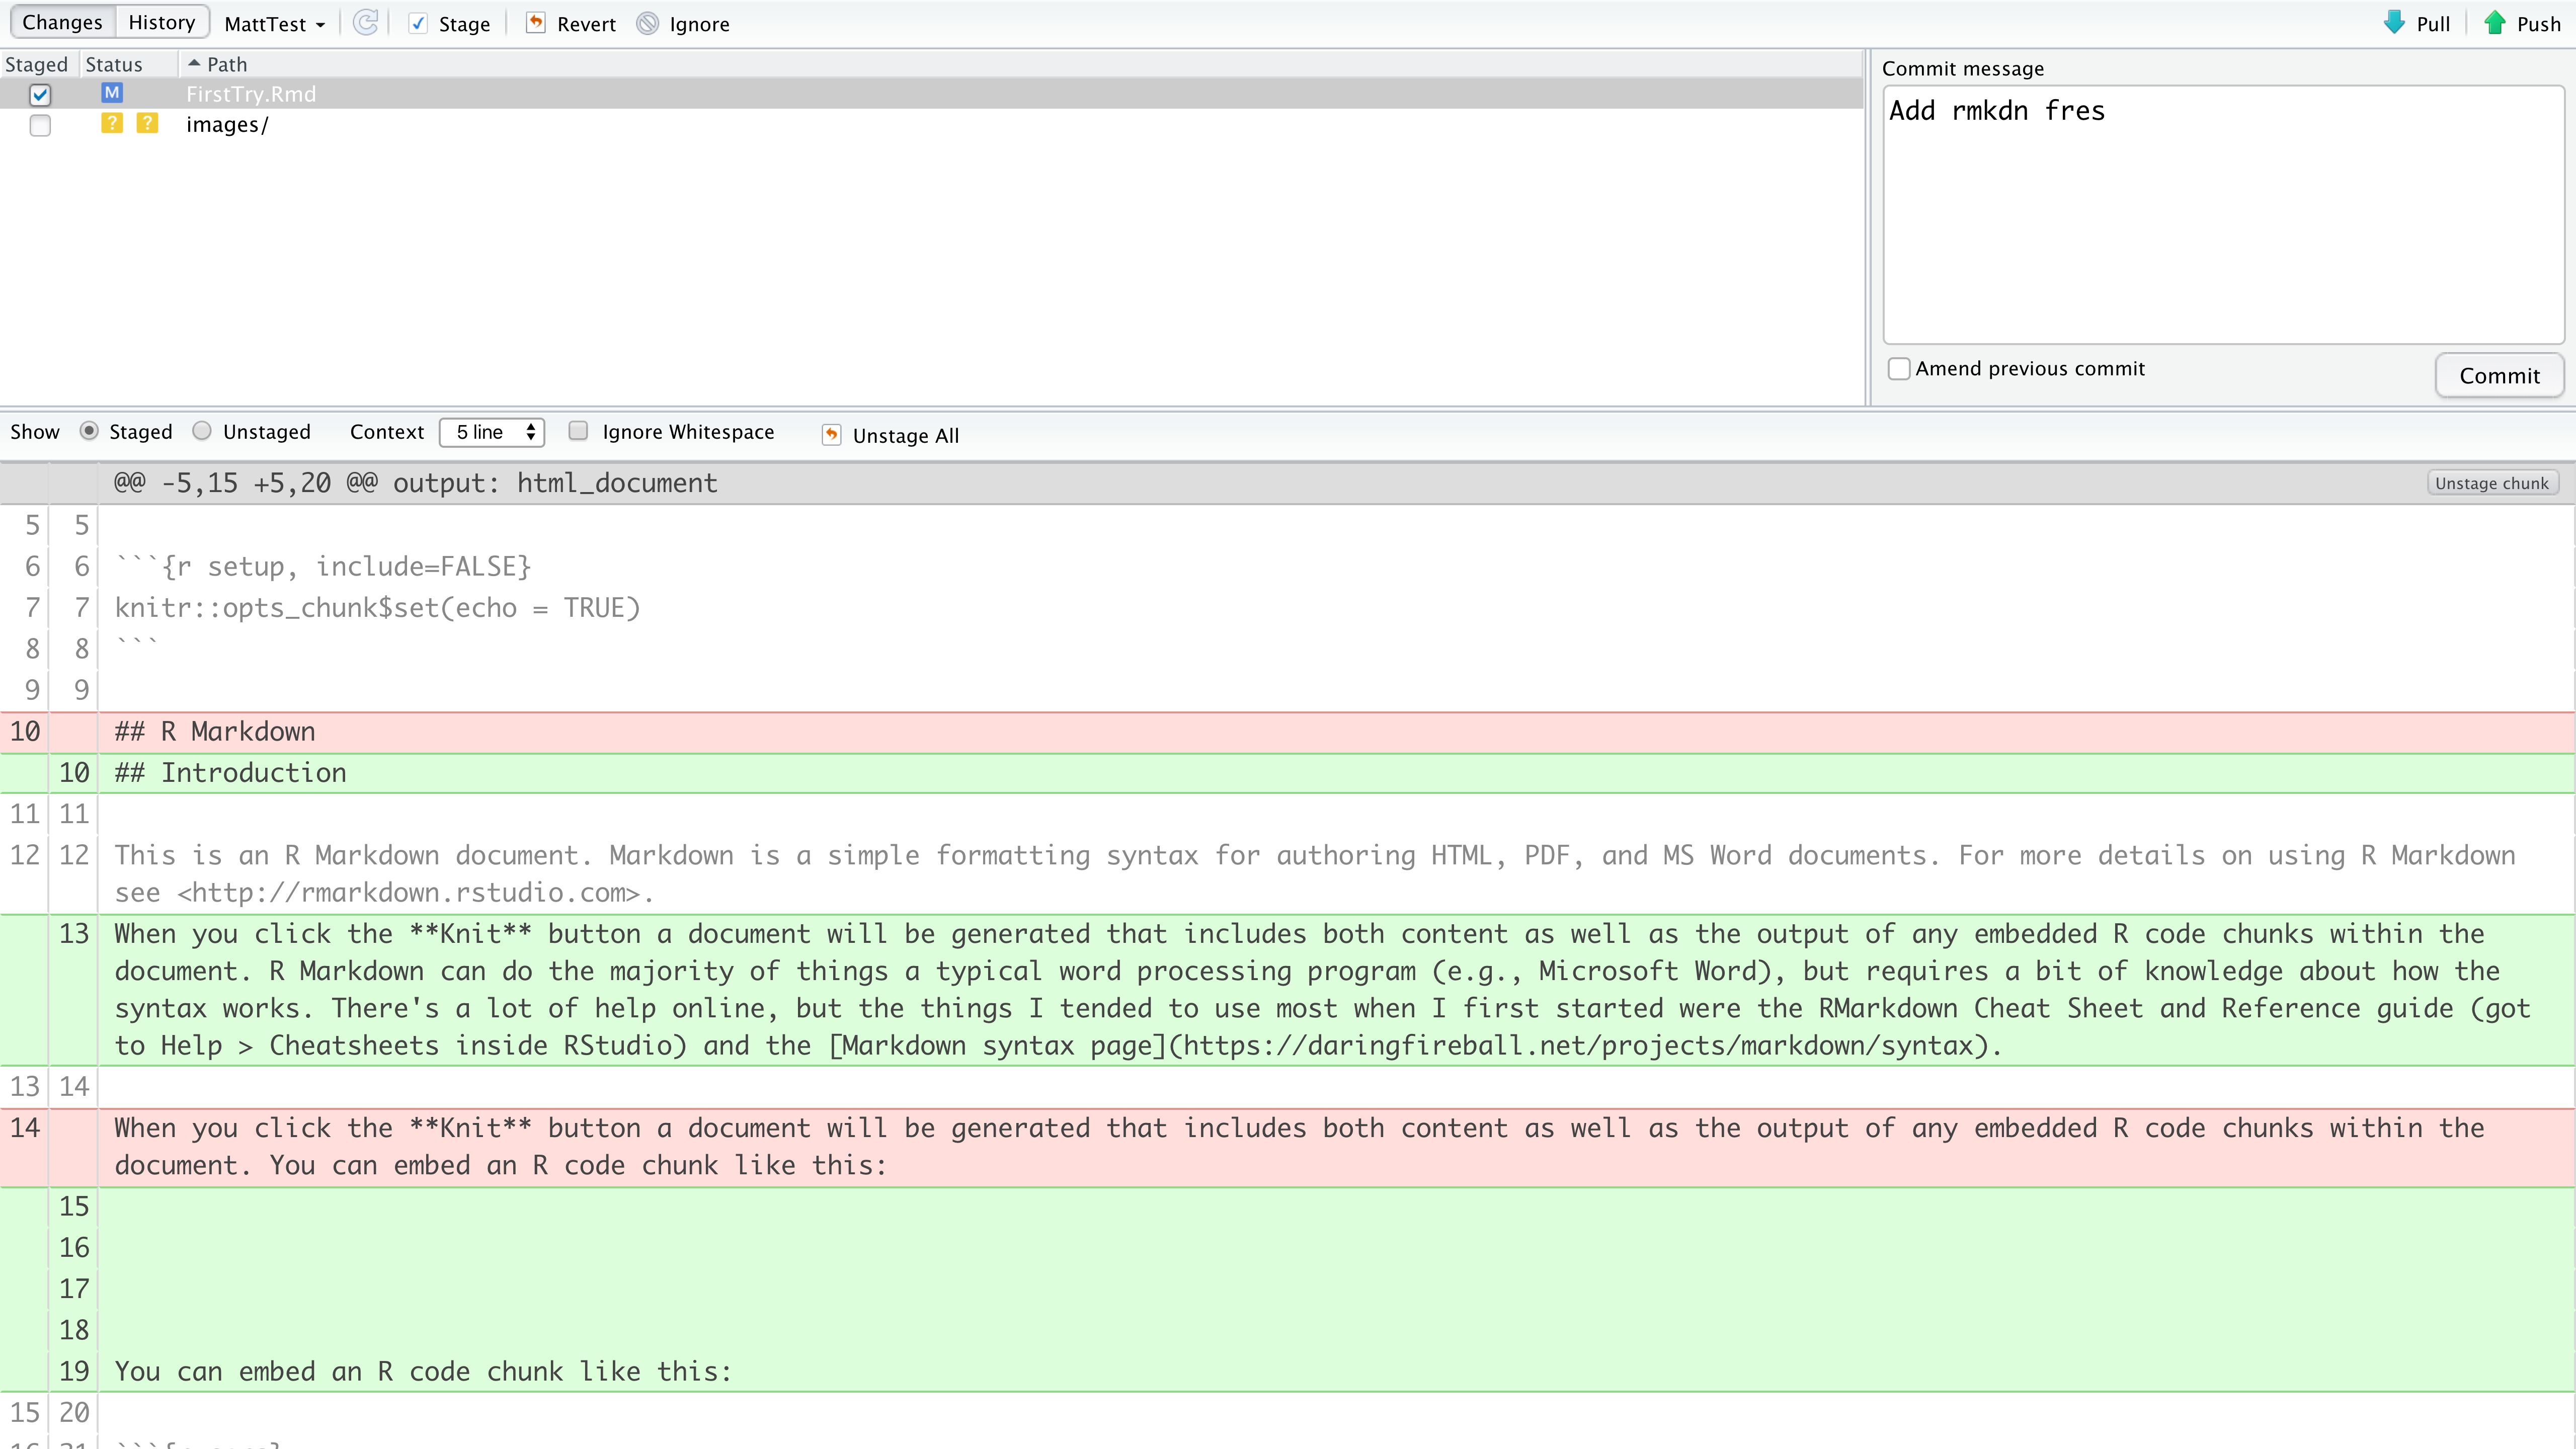 Changes History MattTest Stage Revert Ignore Pull Push
Staged Status Path
M FirstTry.Rmd
? ? images/
Commit message
Add rmkdn fres
Amend previous commit
Commit
Show Staged Unstaged Context 5 line Ignore Whitespace Unstage All
@@ -5,15 +5,20 @@ output: html_document Unstage chunk
5 5
6 6 ```{r setup, include=FALSE}
7 7 knitr::opts_chunk$set(echo = TRUE)
8 8 ```
9 9
10 ## R Markdown
10 ## Introduction
11 11
12 12 This is an R Markdown document. Markdown is a simple formatting syntax for authoring HTML, PDF, and MS Word documents. For more details on using R Markdown
see <http://rmarkdown.rstudio.com>.
13 When you click the **Knit** button a document will be generated that includes both content as well as the output of any embedded R code chunks within the
document. R Markdown can do the majority of things a typical word processing program (e.g., Microsoft Word), but requires a bit of knowledge about how the
syntax works. There's a lot of help online, but the things I tended to use most when I first started were the RMarkdown Cheat Sheet and Reference guide (got
to Help > Cheatsheets inside RStudio) and the [Markdown syntax page](https://daringfireball.net/projects/markdown/syntax).
13 14
14 When you click the **Knit** button a document will be generated that includes both content as well as the output of any embedded R code chunks within the
document. You can embed an R code chunk like this:
15
16
17
18
19 You can embed an R code chunk like this:
15 20